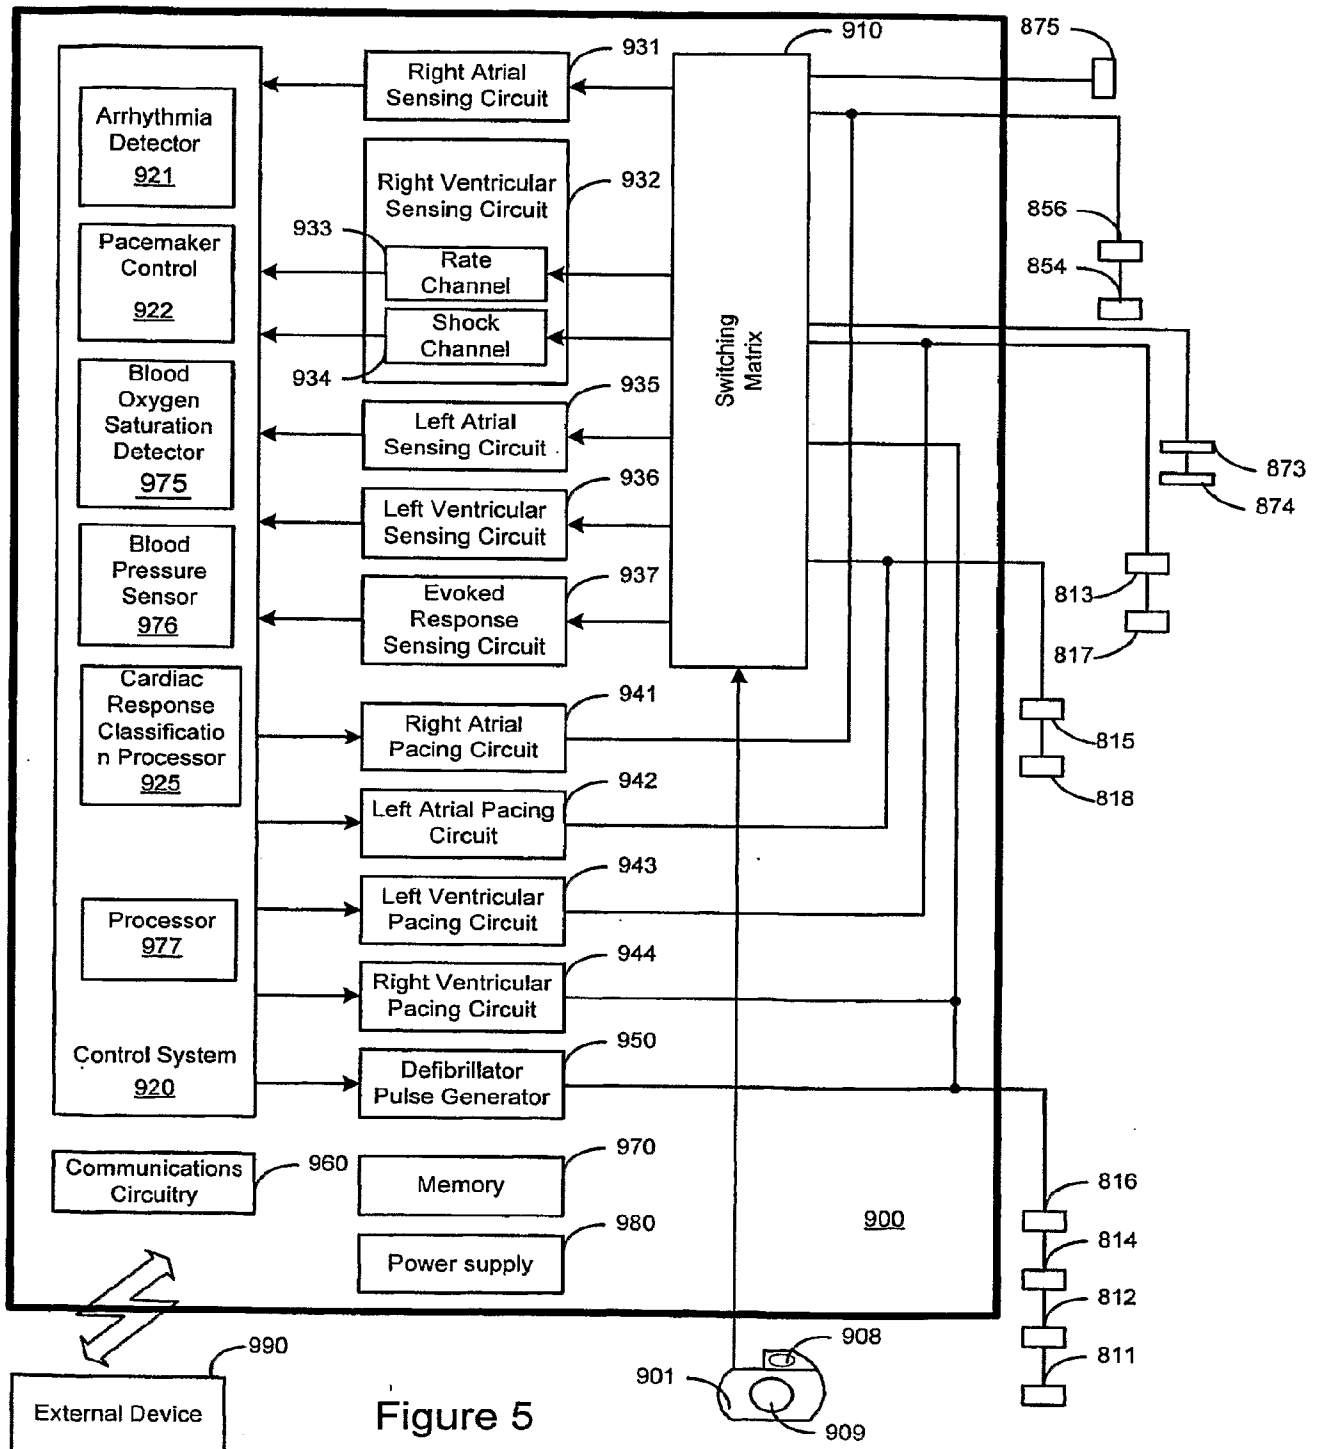 910
875
931
Right Atrial
Sensing Circuit
Arrhythmia
Detector
921
Right Ventricular
Sensing Circuit
932
933
Rate
Channel
Shock
Channel
934
Pacemaker
Control
922
Switching
Matrix
856
854
Blood
Oxygen
Saturation
Detector
975
935
Left Atrial
Sensing Circuit
873
874
936
Left Ventricular
Sensing Circuit
Blood
Pressure
Sensor
976
937
Evoked
Response
Sensing Circuit
813
817
Cardiac
Response
Classificatio
n Processor
925
941
Right Atrial
Pacing Circuit
815
818
942
Left Atrial Pacing
Circuit
943
Left Ventricular
Pacing Circuit
Processor
977
944
Right Ventricular
Pacing Circuit
Control System
920
950
Defibrillator
Pulse Generator
Communications
Circuitry
960
970
Memory
980
Power supply
900
816
814
812
811
990
External Device
908
901
909
Figure 5